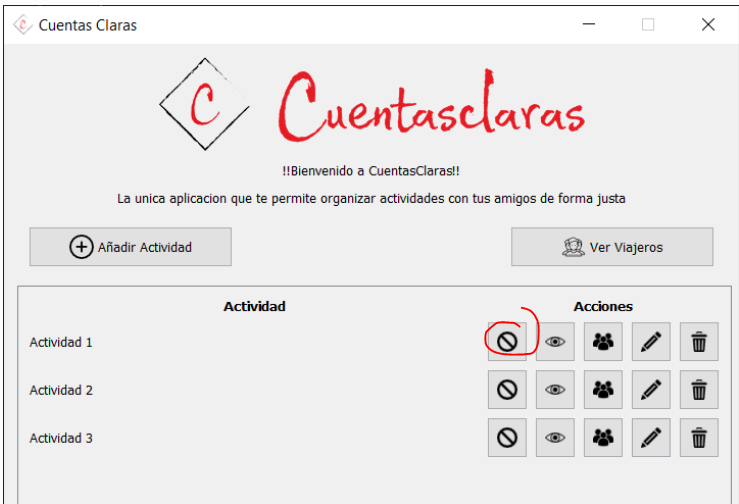 Cuentas Claras
C Cuentasclaras
!!Bienvenido a CuentasClaras!!
La unica aplicacion que te permite organizar actividades con tus amigos de forma justa
Añadir Actividad Ver Viajeros
Actividad Acciones
Actividad 1
Actividad 2
Actividad 3